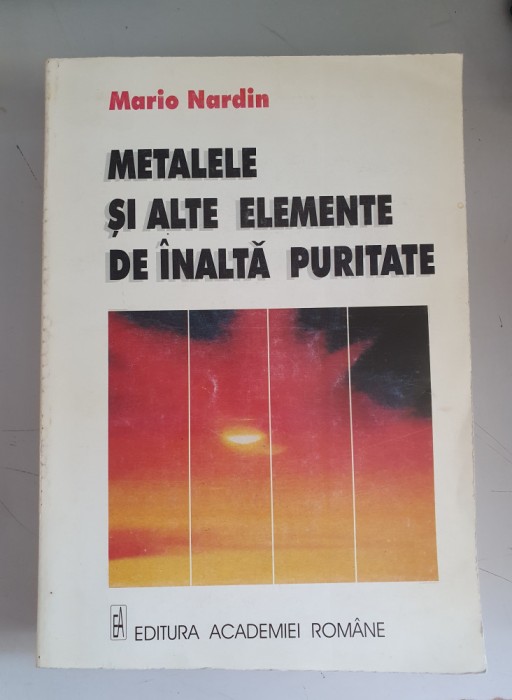 Mario Nardin
METALELE
ȘI ALTE ELEMENTE
DE ÎNALTĂ PURITATE
EA EDITURA ACADEMIEI ROMÂNE